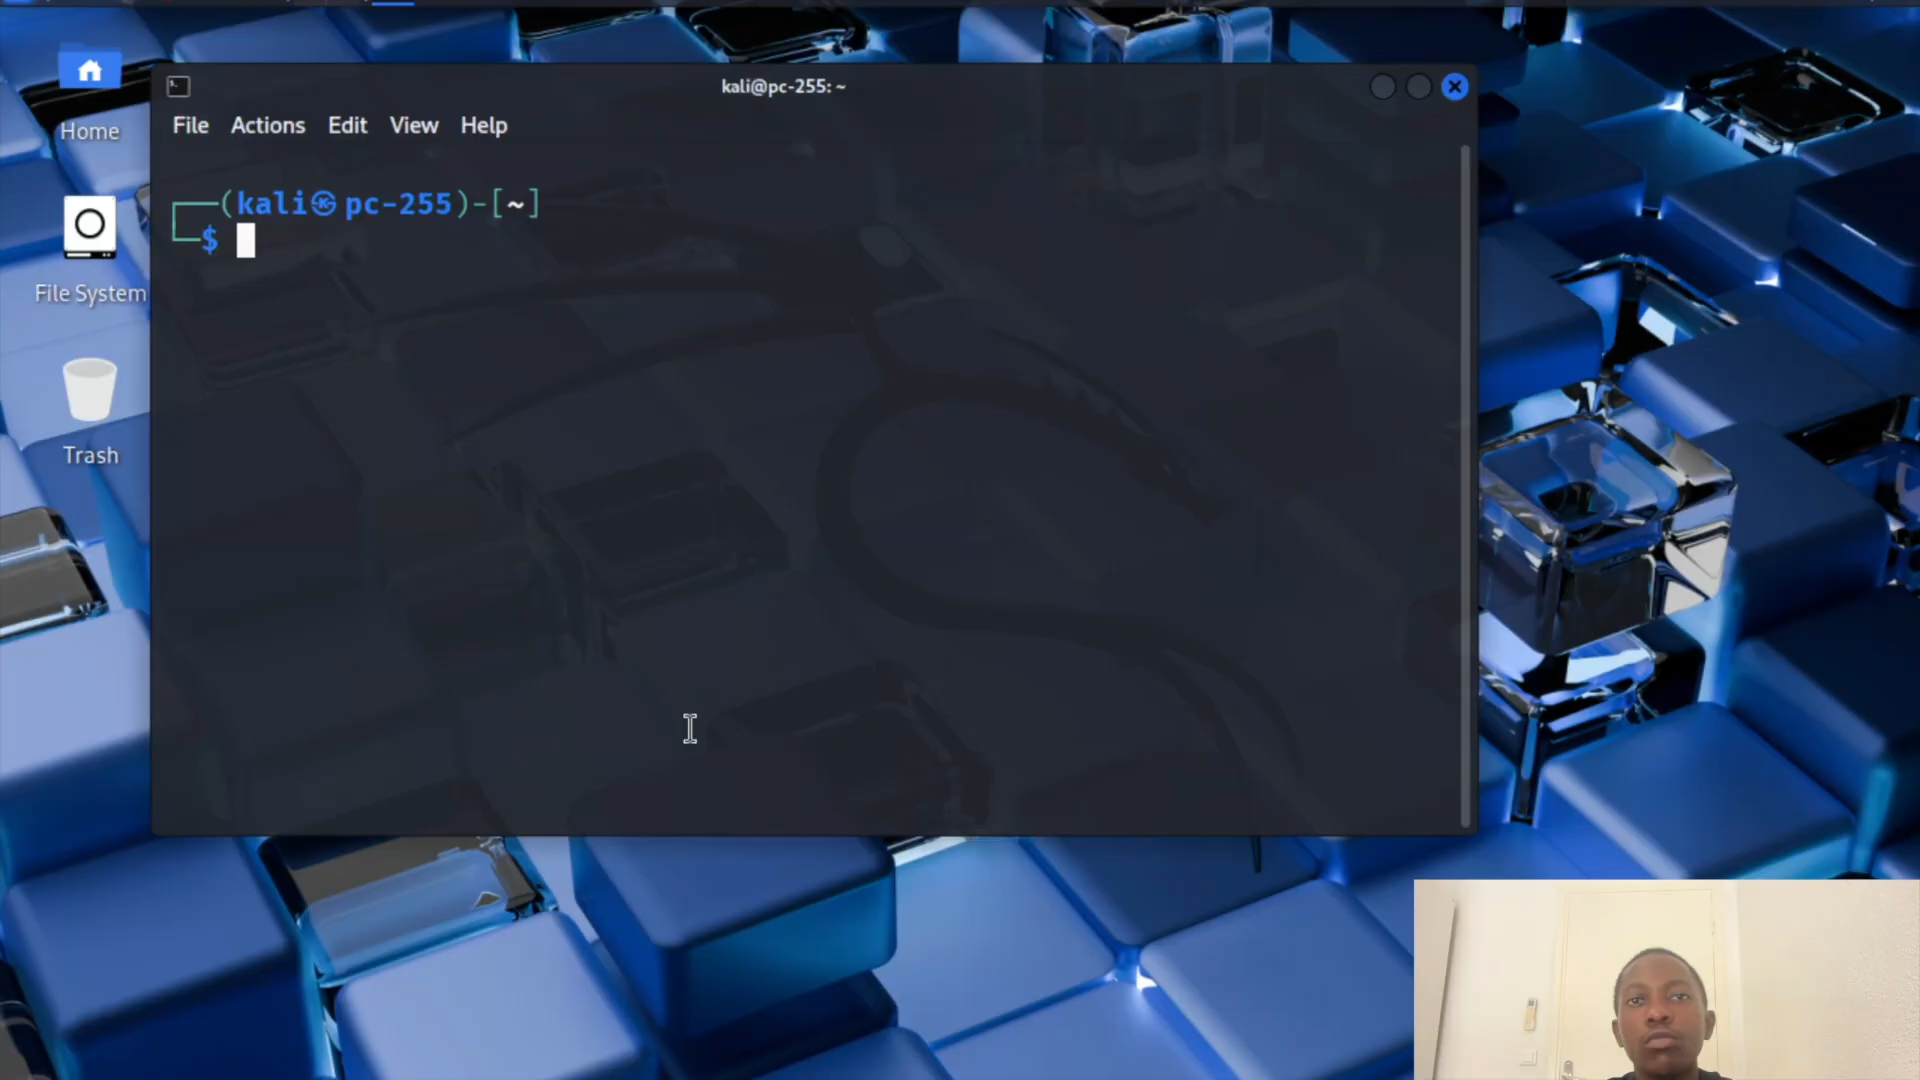 kali@pc-255: ~
File Actions Edit View Help
┌──(kali㉿pc-255)-[~]
└─$
Home
File System
Trash